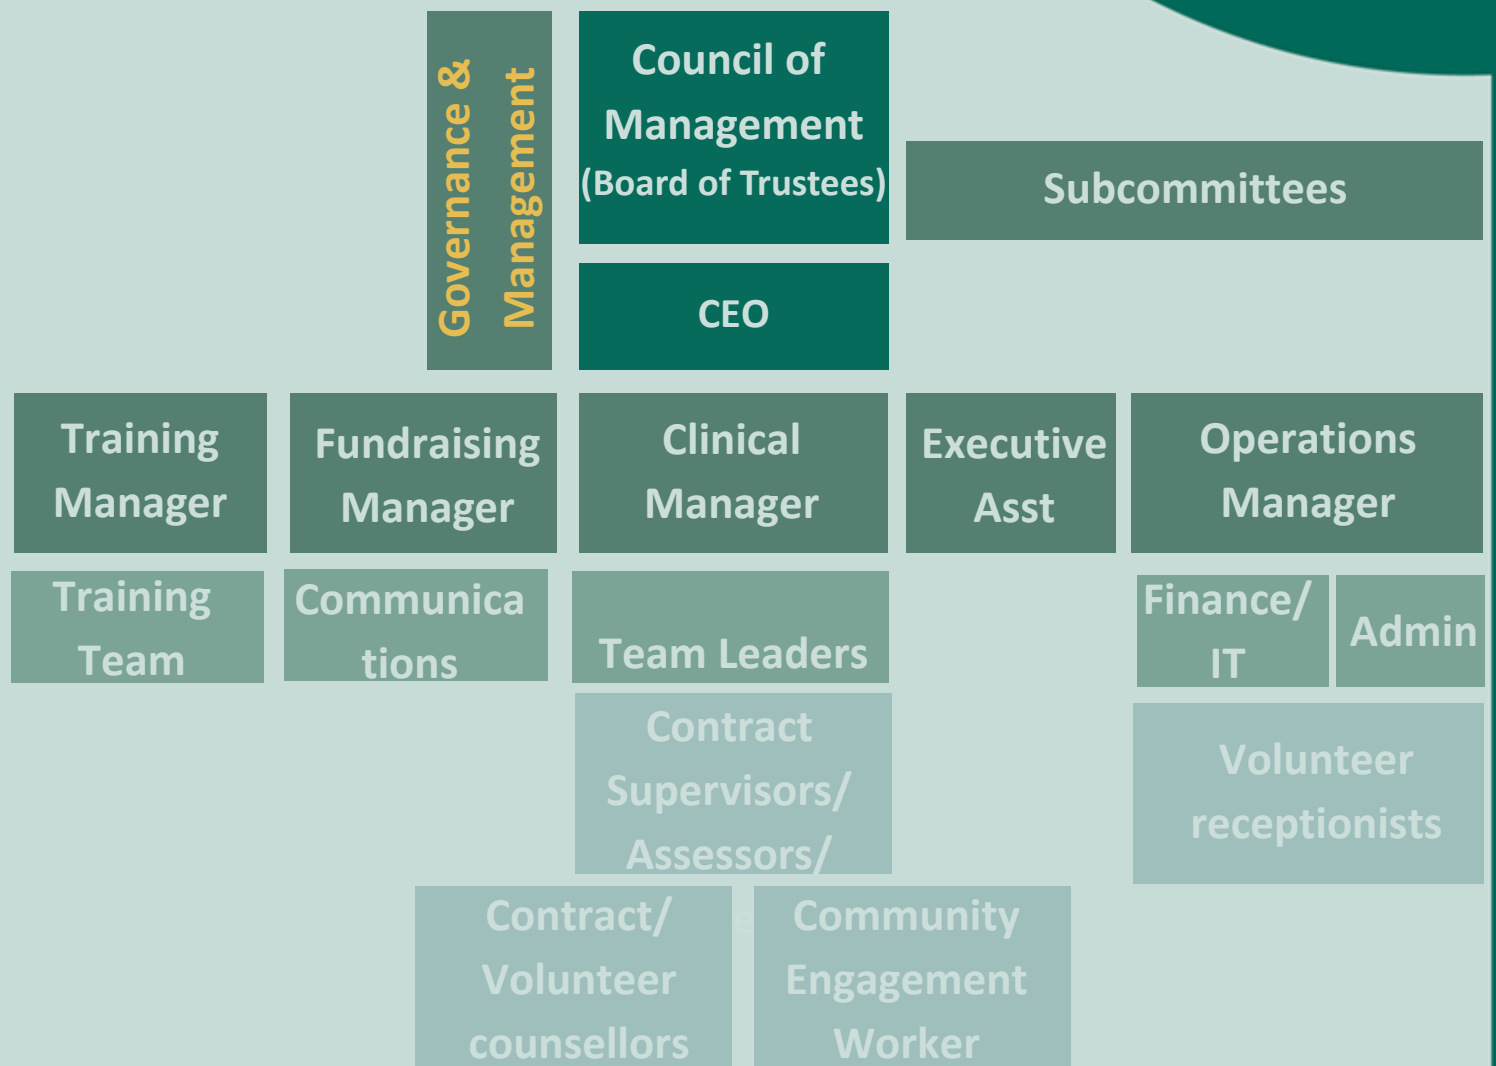 Governance &
Management
Council of
Management
(Board of Trustees)
Subcommittees
CEO
Training
Manager
Fundraising
Manager
Clinical
Manager
Executive
Asst
Operations
Manager
Training
Team
Communica
tions
Team Leaders
Finance/
IT
Admin
Contract
Supervisors/
Assessors/
Volunteer
receptionists
Contract/
Volunteer
counsellors
Community
Engagement
Worker